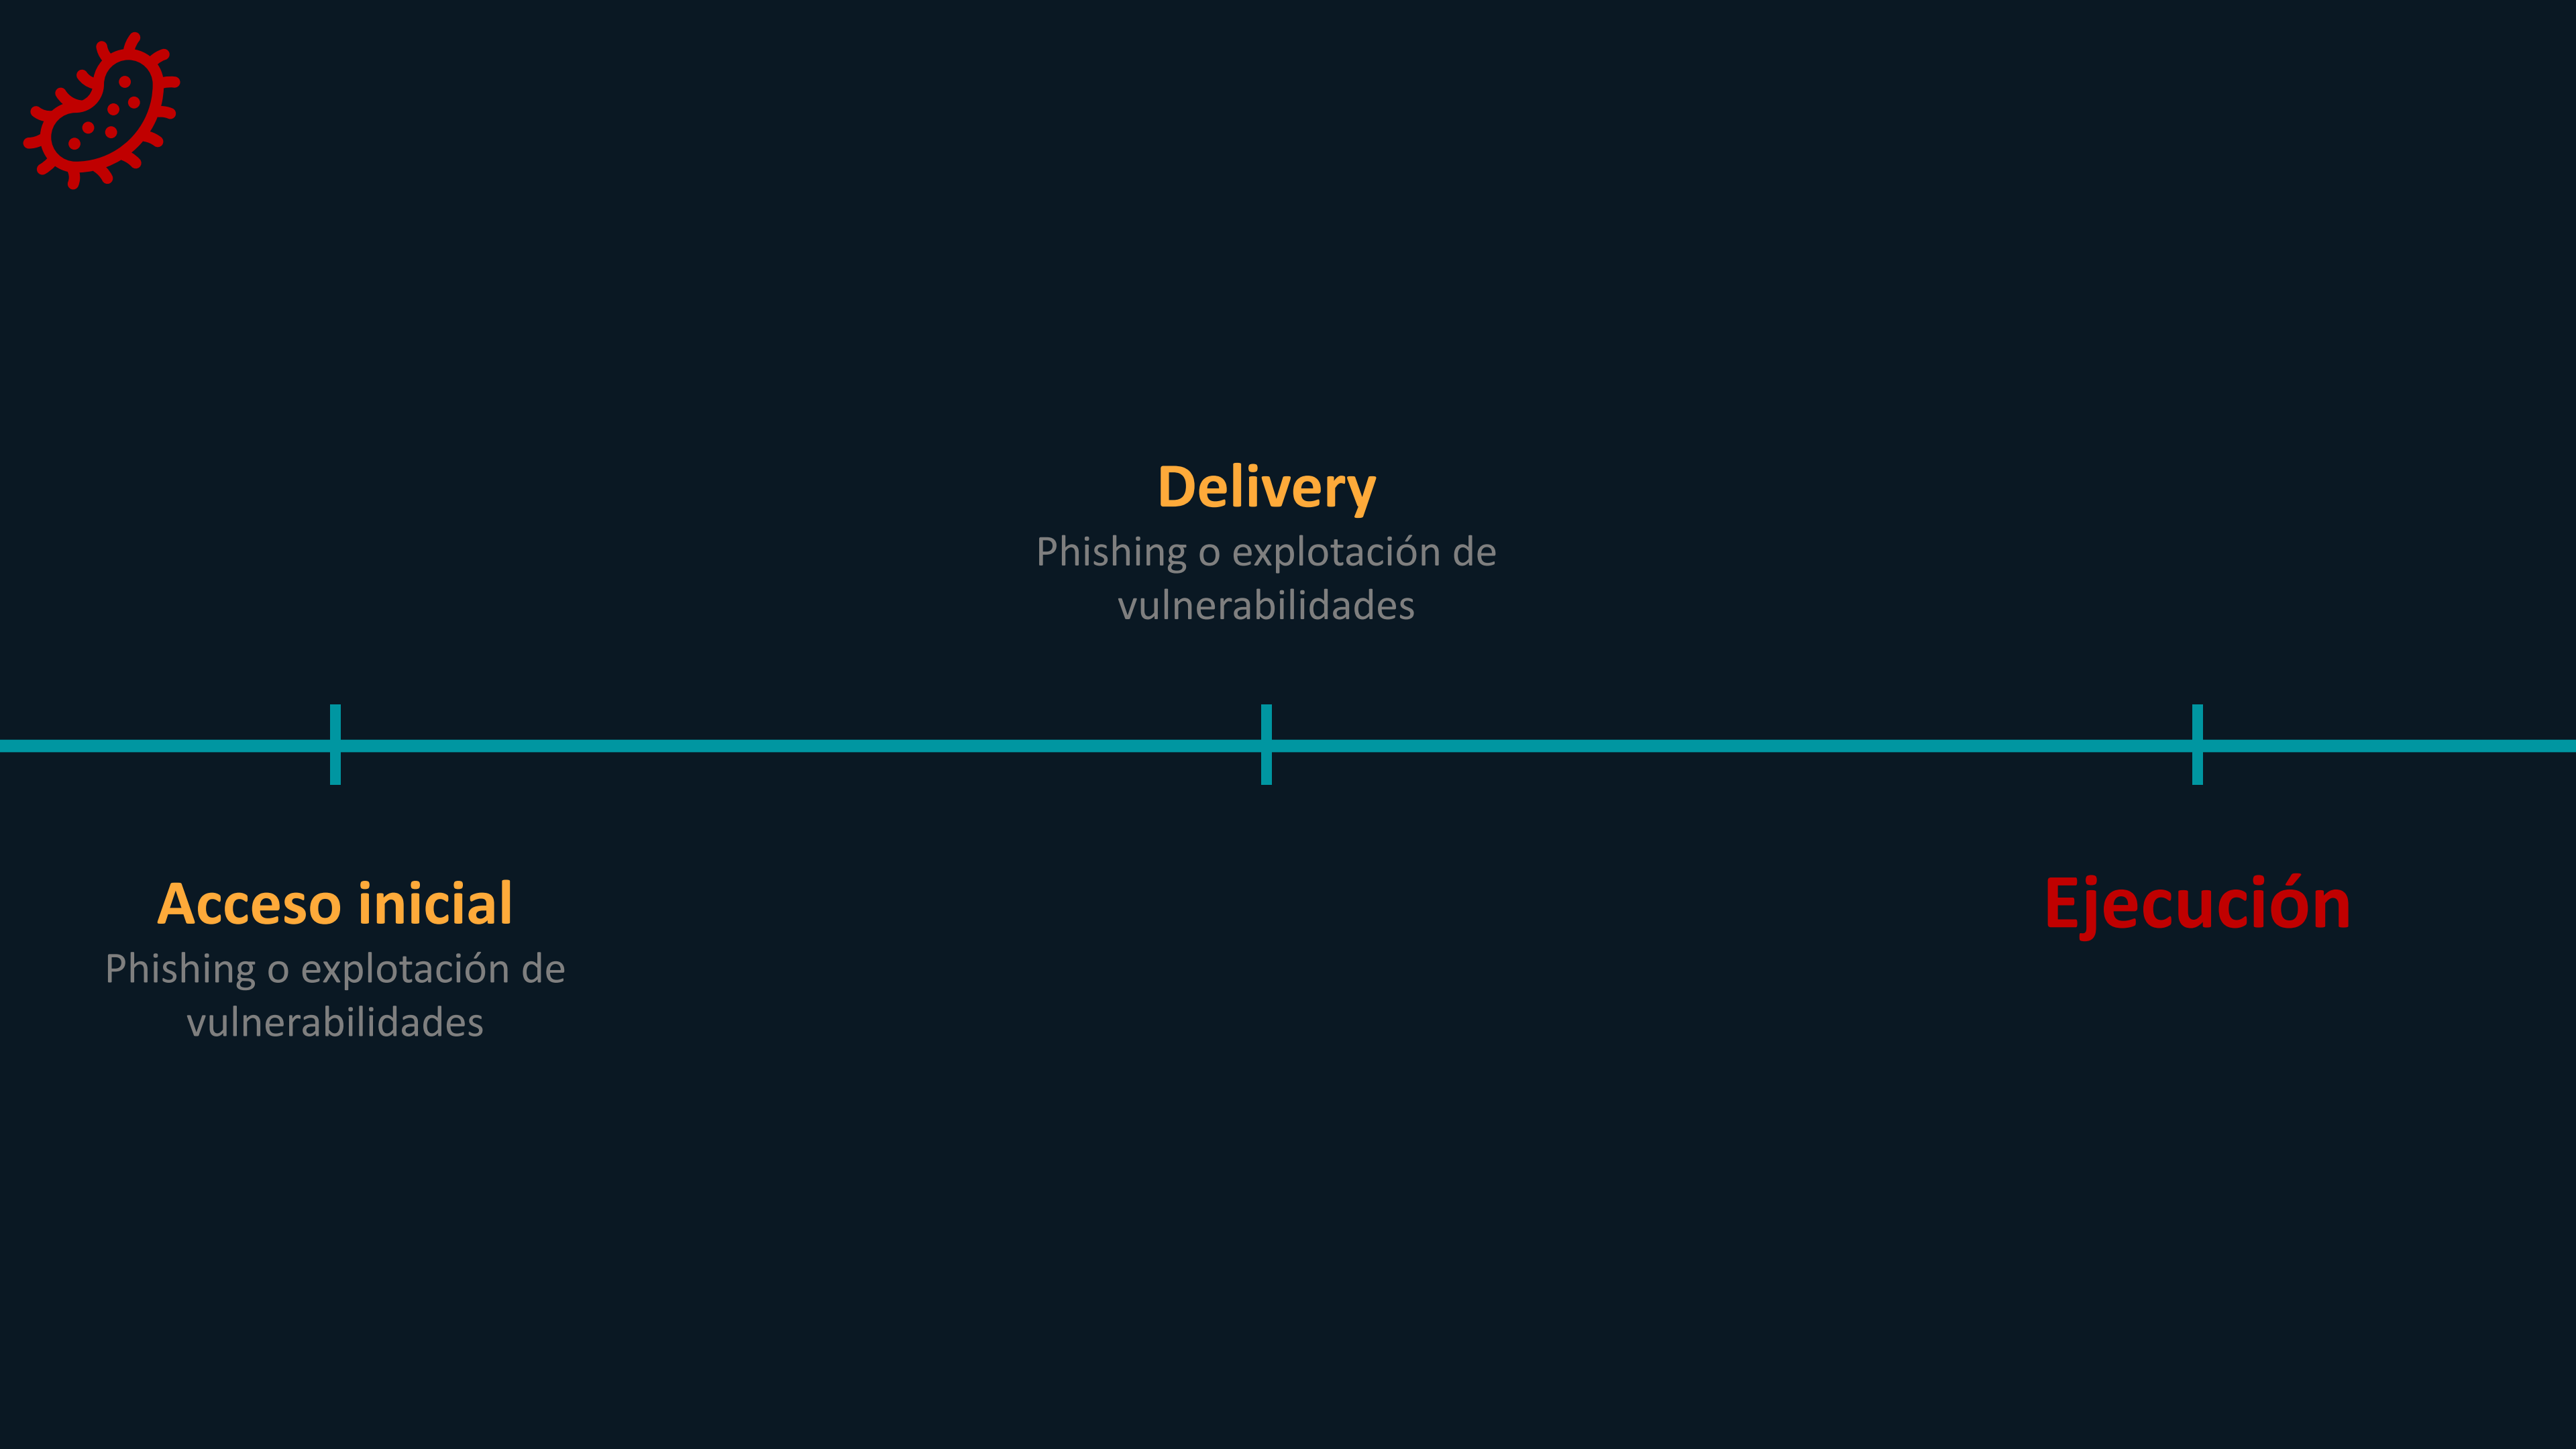 Delivery
Phishing o explotación de
vulnerabilidades
Acceso inicial
Phishing o explotación de
vulnerabilidades
Ejecución